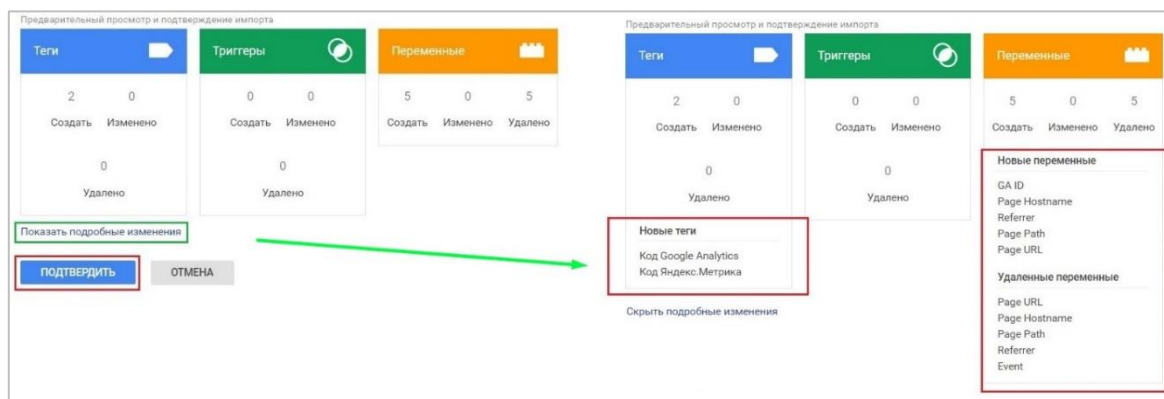 Предварительный просмотр и подтверждение импорта
Теги
Триггеры
Переменные
2 0
Создать Изменено
0
Удалено
0 0
Создать Изменено
0
Удалено
5 0 5
Создать Изменено Удалено
Показать подробные изменения
ПОДТВЕРДИТЬ
ОТМЕНА
Предварительный просмотр и подтверждение импорта
Теги
Триггеры
Переменные
2 0
Создать Изменено
0
Удалено
0 0
Создать Изменено
0
Удалено
5 0 5
Создать Изменено Удалено
Новые теги
Код Google Analytics
Код Яндекс.Метрика
Скрыть подробные изменения
Новые переменные
GA ID
Page Hostname
Referrer
Page Path
Page URL
Удаленные переменные
Page URL
Page Hostname
Page Path
Referrer
Event